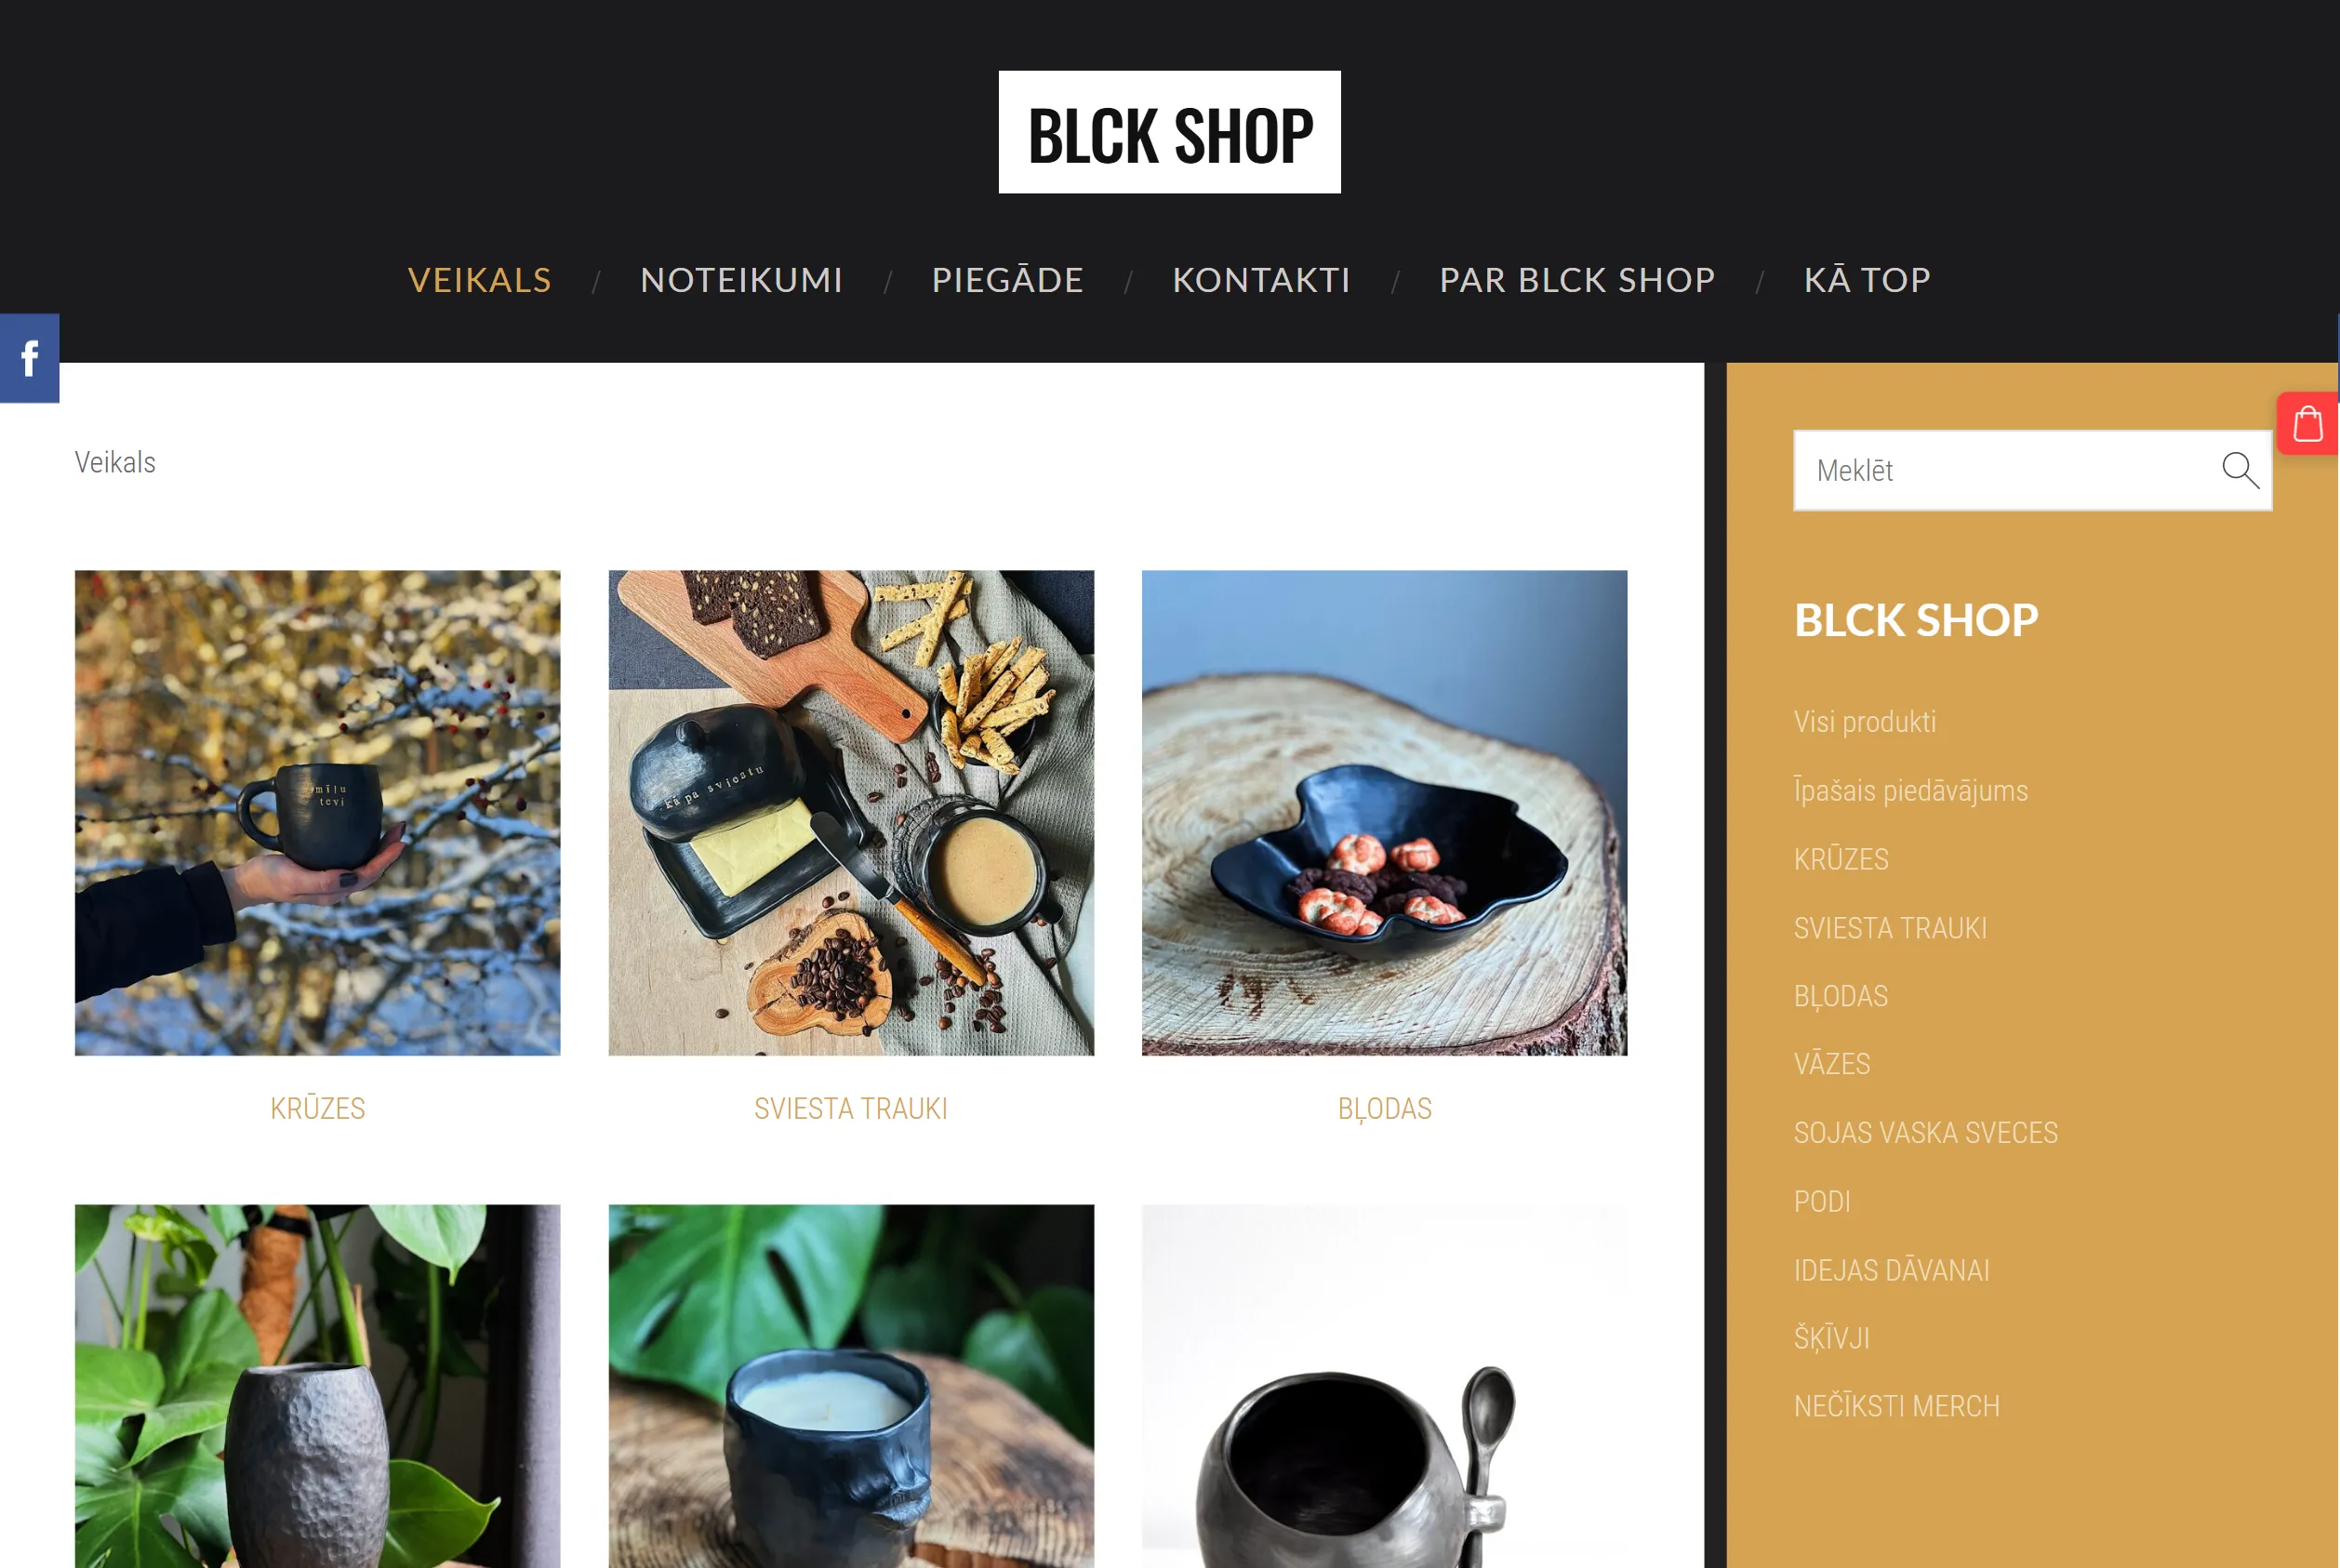 BLCK SHOP
VEIKALS / NOTEIKUMI / PIEGĀDE / KONTAKTI / PAR BLCK SHOP / KĀ TOP
f
Veikals
mīļu
tevi
kā pa sviestu
KRŪZES
SVIESTA TRAUKI
BĻODAS
Meklēt
BLCK SHOP
Visi produkti
Īpašais piedāvājums
KRŪZES
SVIESTA TRAUKI
BĻODAS
VĀZES
SOJAS VASKA SVECES
PODI
IDEJAS DĀVANAI
ŠĶĪVJI
NEČĪKSTI MERCH